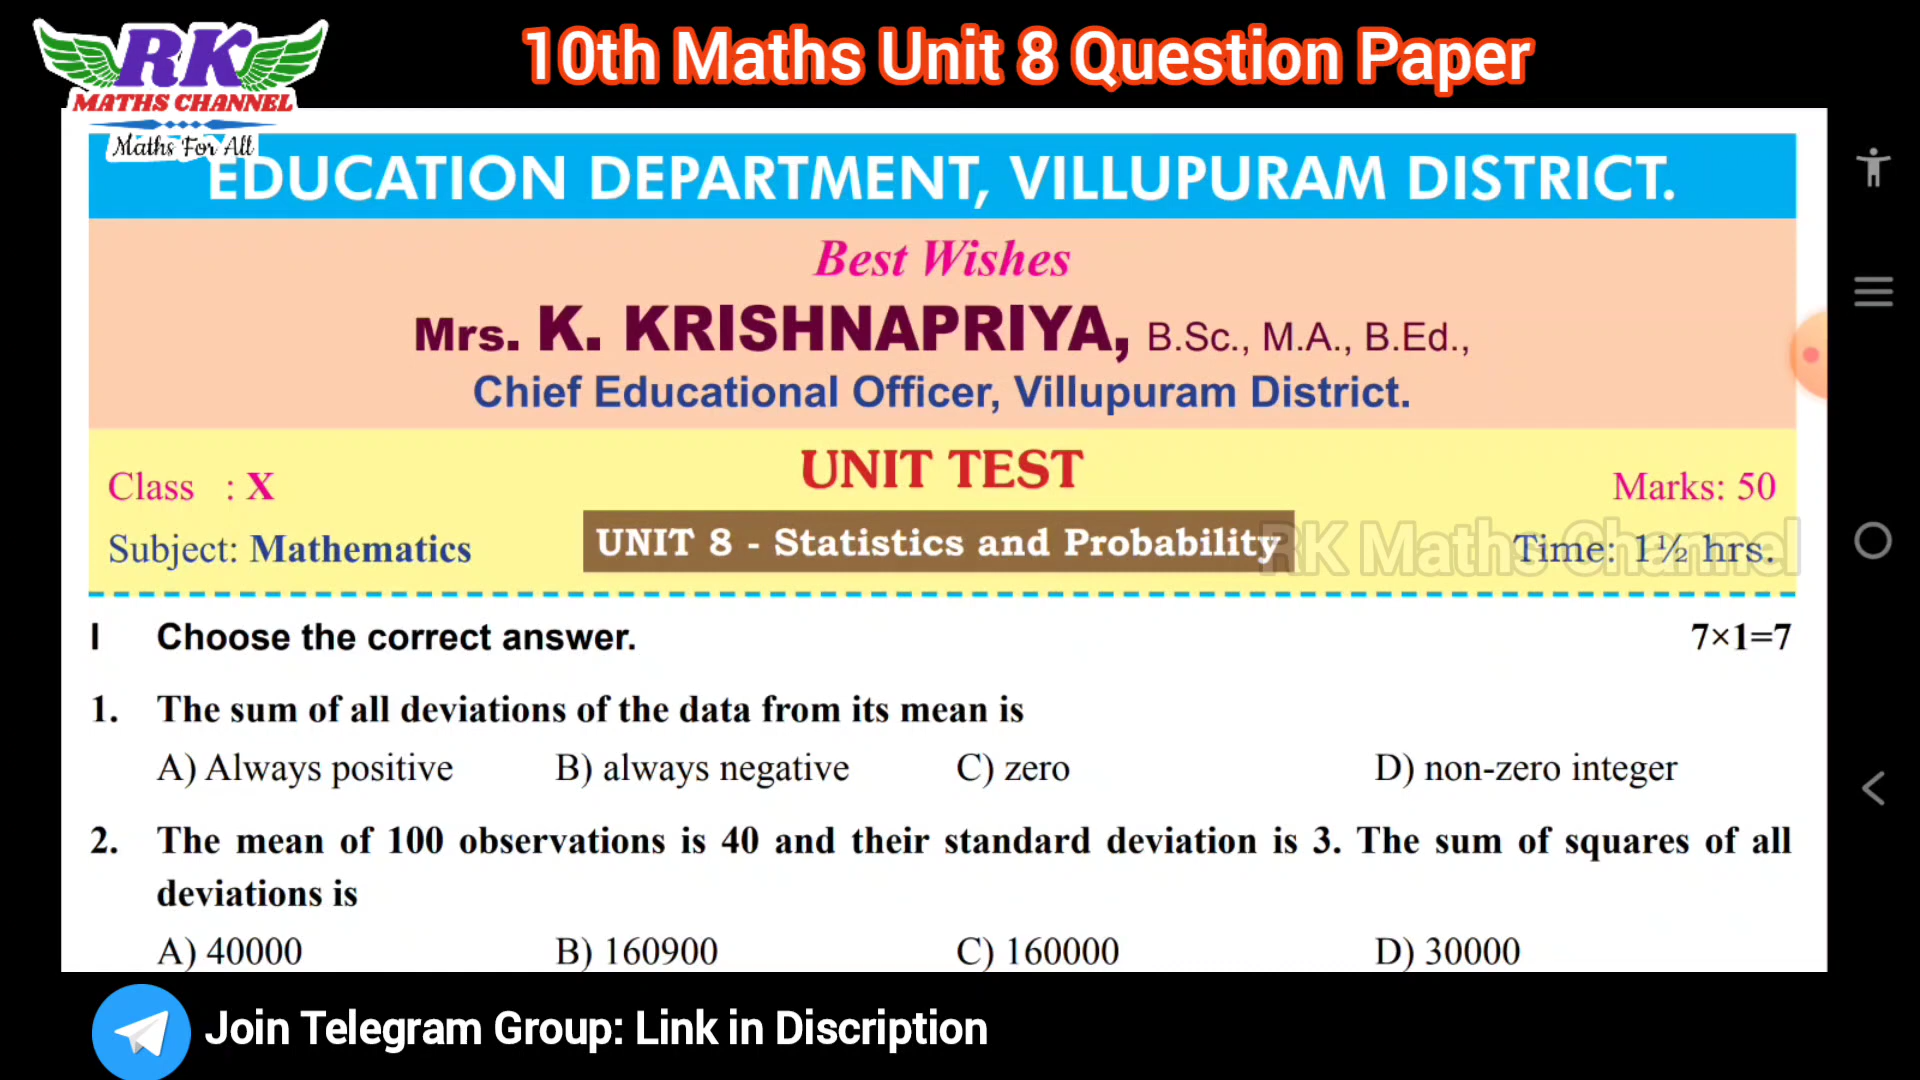 10th Maths Unit 8 Question Paper
RK
MATHS CHANNEL
Maths For All
EDUCATION DEPARTMENT, VILLUPURAM DISTRICT.
Best Wishes
Mrs. K. KRISHNAPRIYA, B.Sc., M.A., B.Ed.,
Chief Educational Officer, Villupuram District.
UNIT TEST
Class : X
Marks: 50
Subject: Mathematics
UNIT 8 - Statistics and Probability
RK Maths Channel
Time: 1½ hrs.
I Choose the correct answer. 7×1=7
1. The sum of all deviations of the data from its mean is
A) Always positive B) always negative C) zero D) non-zero integer
2. The mean of 100 observations is 40 and their standard deviation is 3. The sum of squares of all
deviations is
A) 40000 B) 160900 C) 160000 D) 30000
Join Telegram Group: Link in Discription